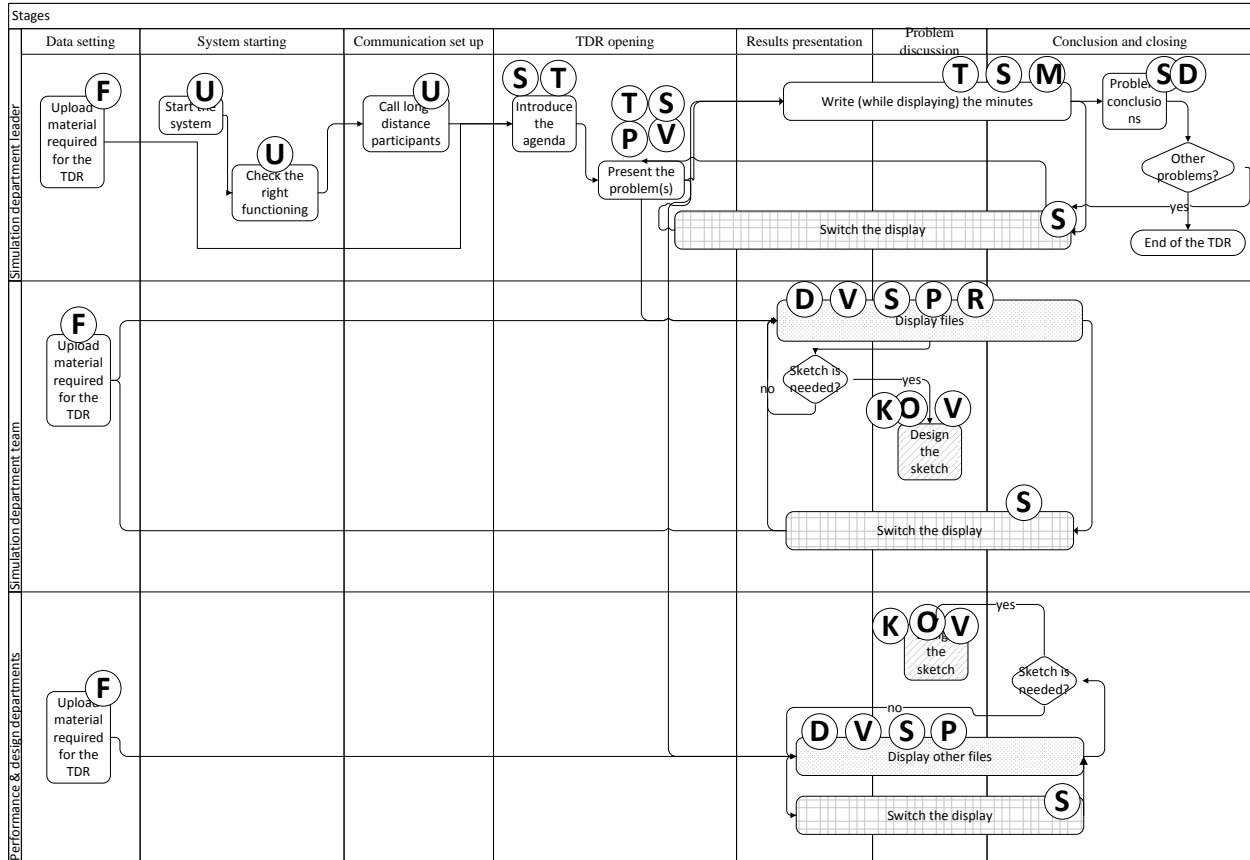 Stages
Data setting
System starting
Communication set up
TDR opening
Results presentation
Problem
discussion
Conclusion and closing
Simulation department leader
F
Upload
material
required
for the
TDR
U
Start the
system
U
Check the
right
functioning
U
Call long
distance
participants
S T
Introduce
the
agenda
T S
P V
Present the
problem(s)
T S M
Write (while displaying) the minutes
S D
Problem
conclusio
ns
Other
problems?
yes
S
Switch the display
End of the TDR
Simulation department team
F
Upload
material
required
for the
TDR
D V S P R
Display files
Sketch is
needed?
no
yes
K O V
Design
the
sketch
S
Switch the display
Performance & design departments
F
Upload
material
required
for the
TDR
K O V
the
sketch
yes
Sketch is
needed?
no
D V S P
Display other files
S
Switch the display